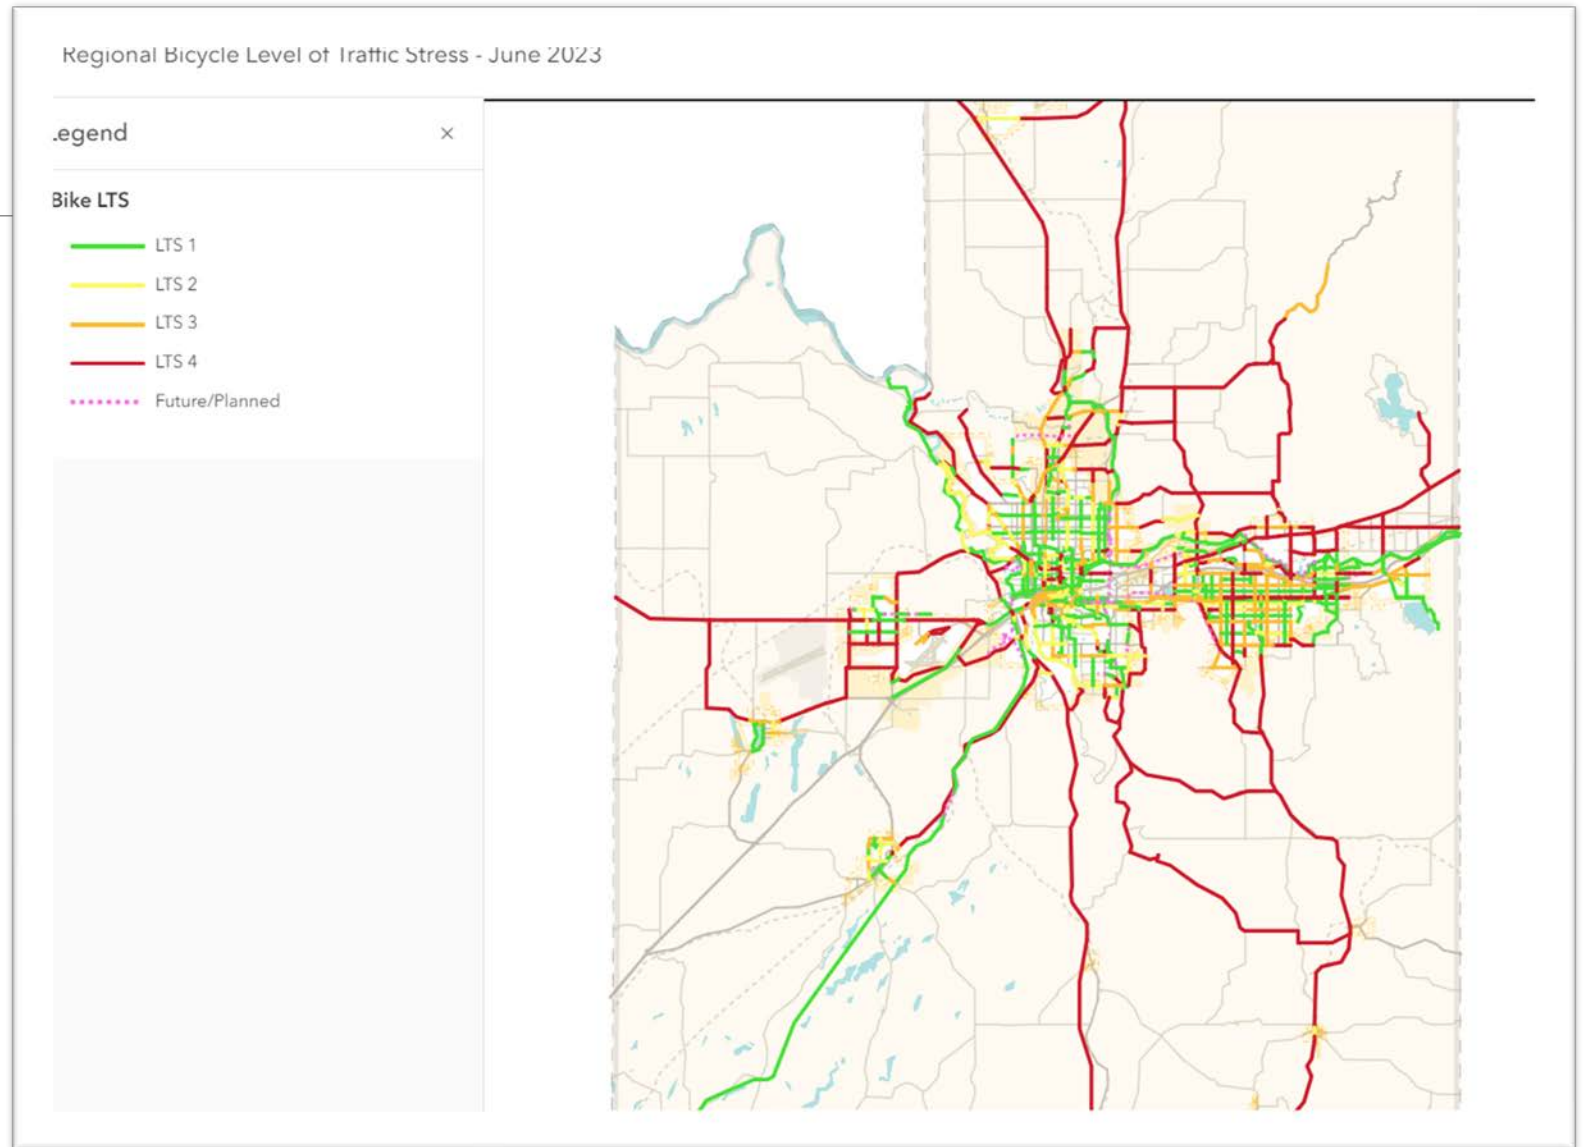 Regional Bicycle Level of Traffic Stress - June 2023
.egend
×
Bike LTS
LTS 1
LTS 2
LTS 3
LTS 4
Future/Planned